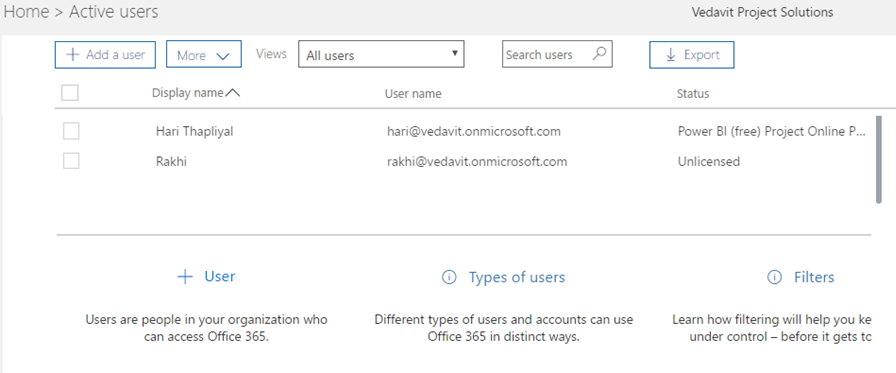 Home > Active users
Vedavit Project Solutions
Add a user
More
Views
All users
Search users
Export
Display name
User name
Status
Hari Thapliyal
hari@vedavit.onmicrosoft.com
Power BI (free) Project Online P...
Rakhi
rakhi@vedavit.onmicrosoft.com
Unlicensed
User
Types of users
Filters
Users are people in your organization who
can access Office 365.
Different types of users and accounts can use
Office 365 in distinct ways.
Learn how filtering will help you ke
under control – before it gets to